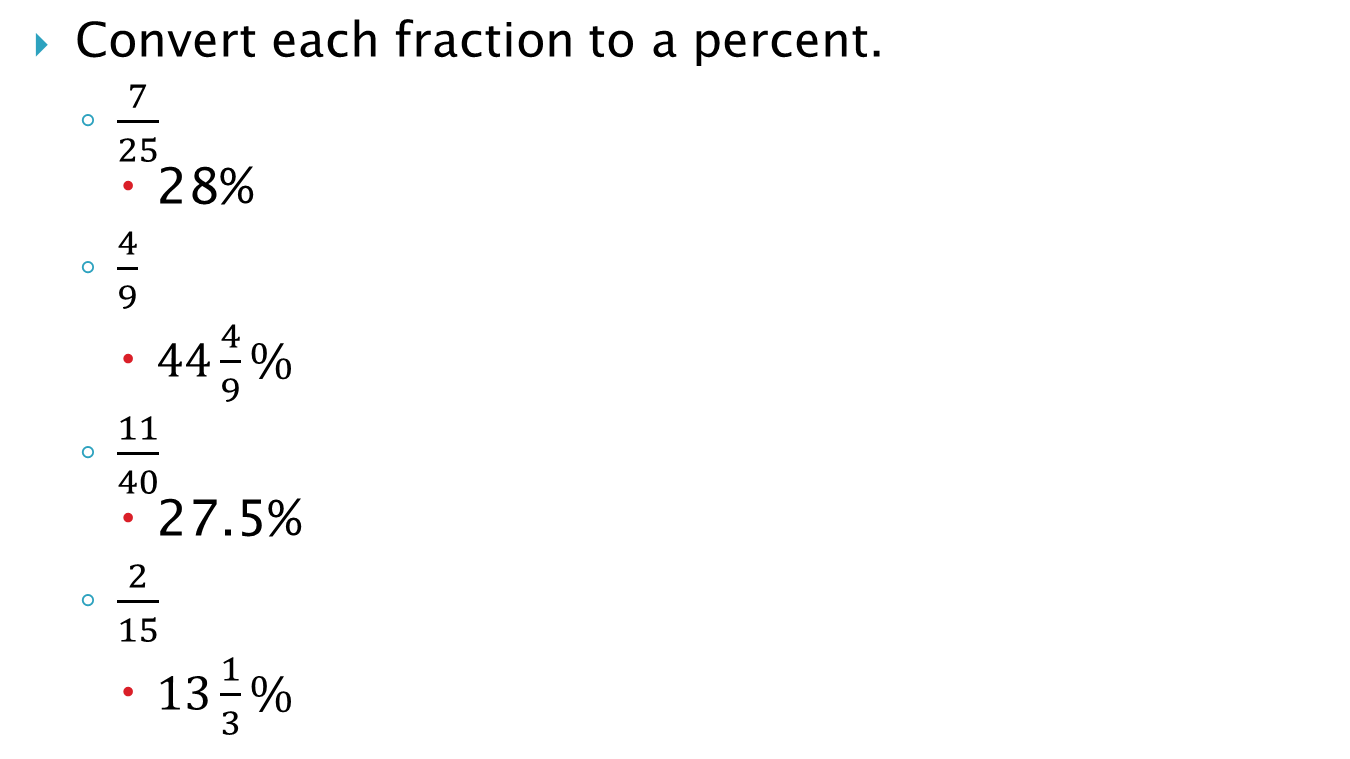 Convert each fraction to a percent.
7/25
28%
4/9
44 4/9 %
11/40
27.5%
2/15
13 1/3 %